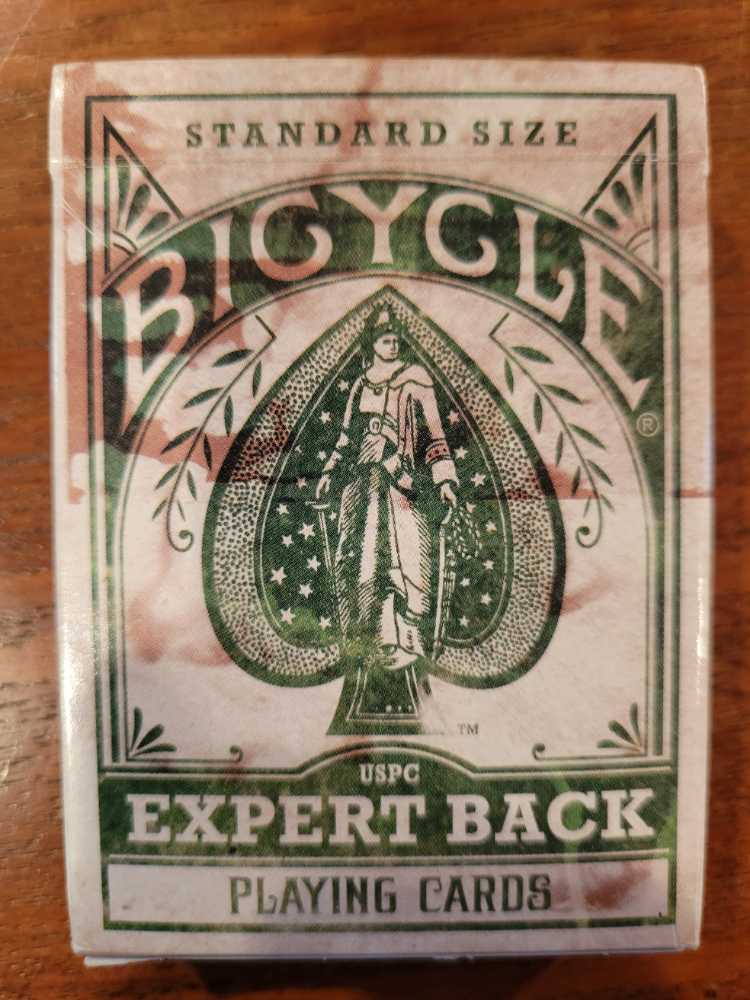 STANDARD SIZE
BICYCLE
®
™
USPC
EXPERT BACK
PLAYING CARDS